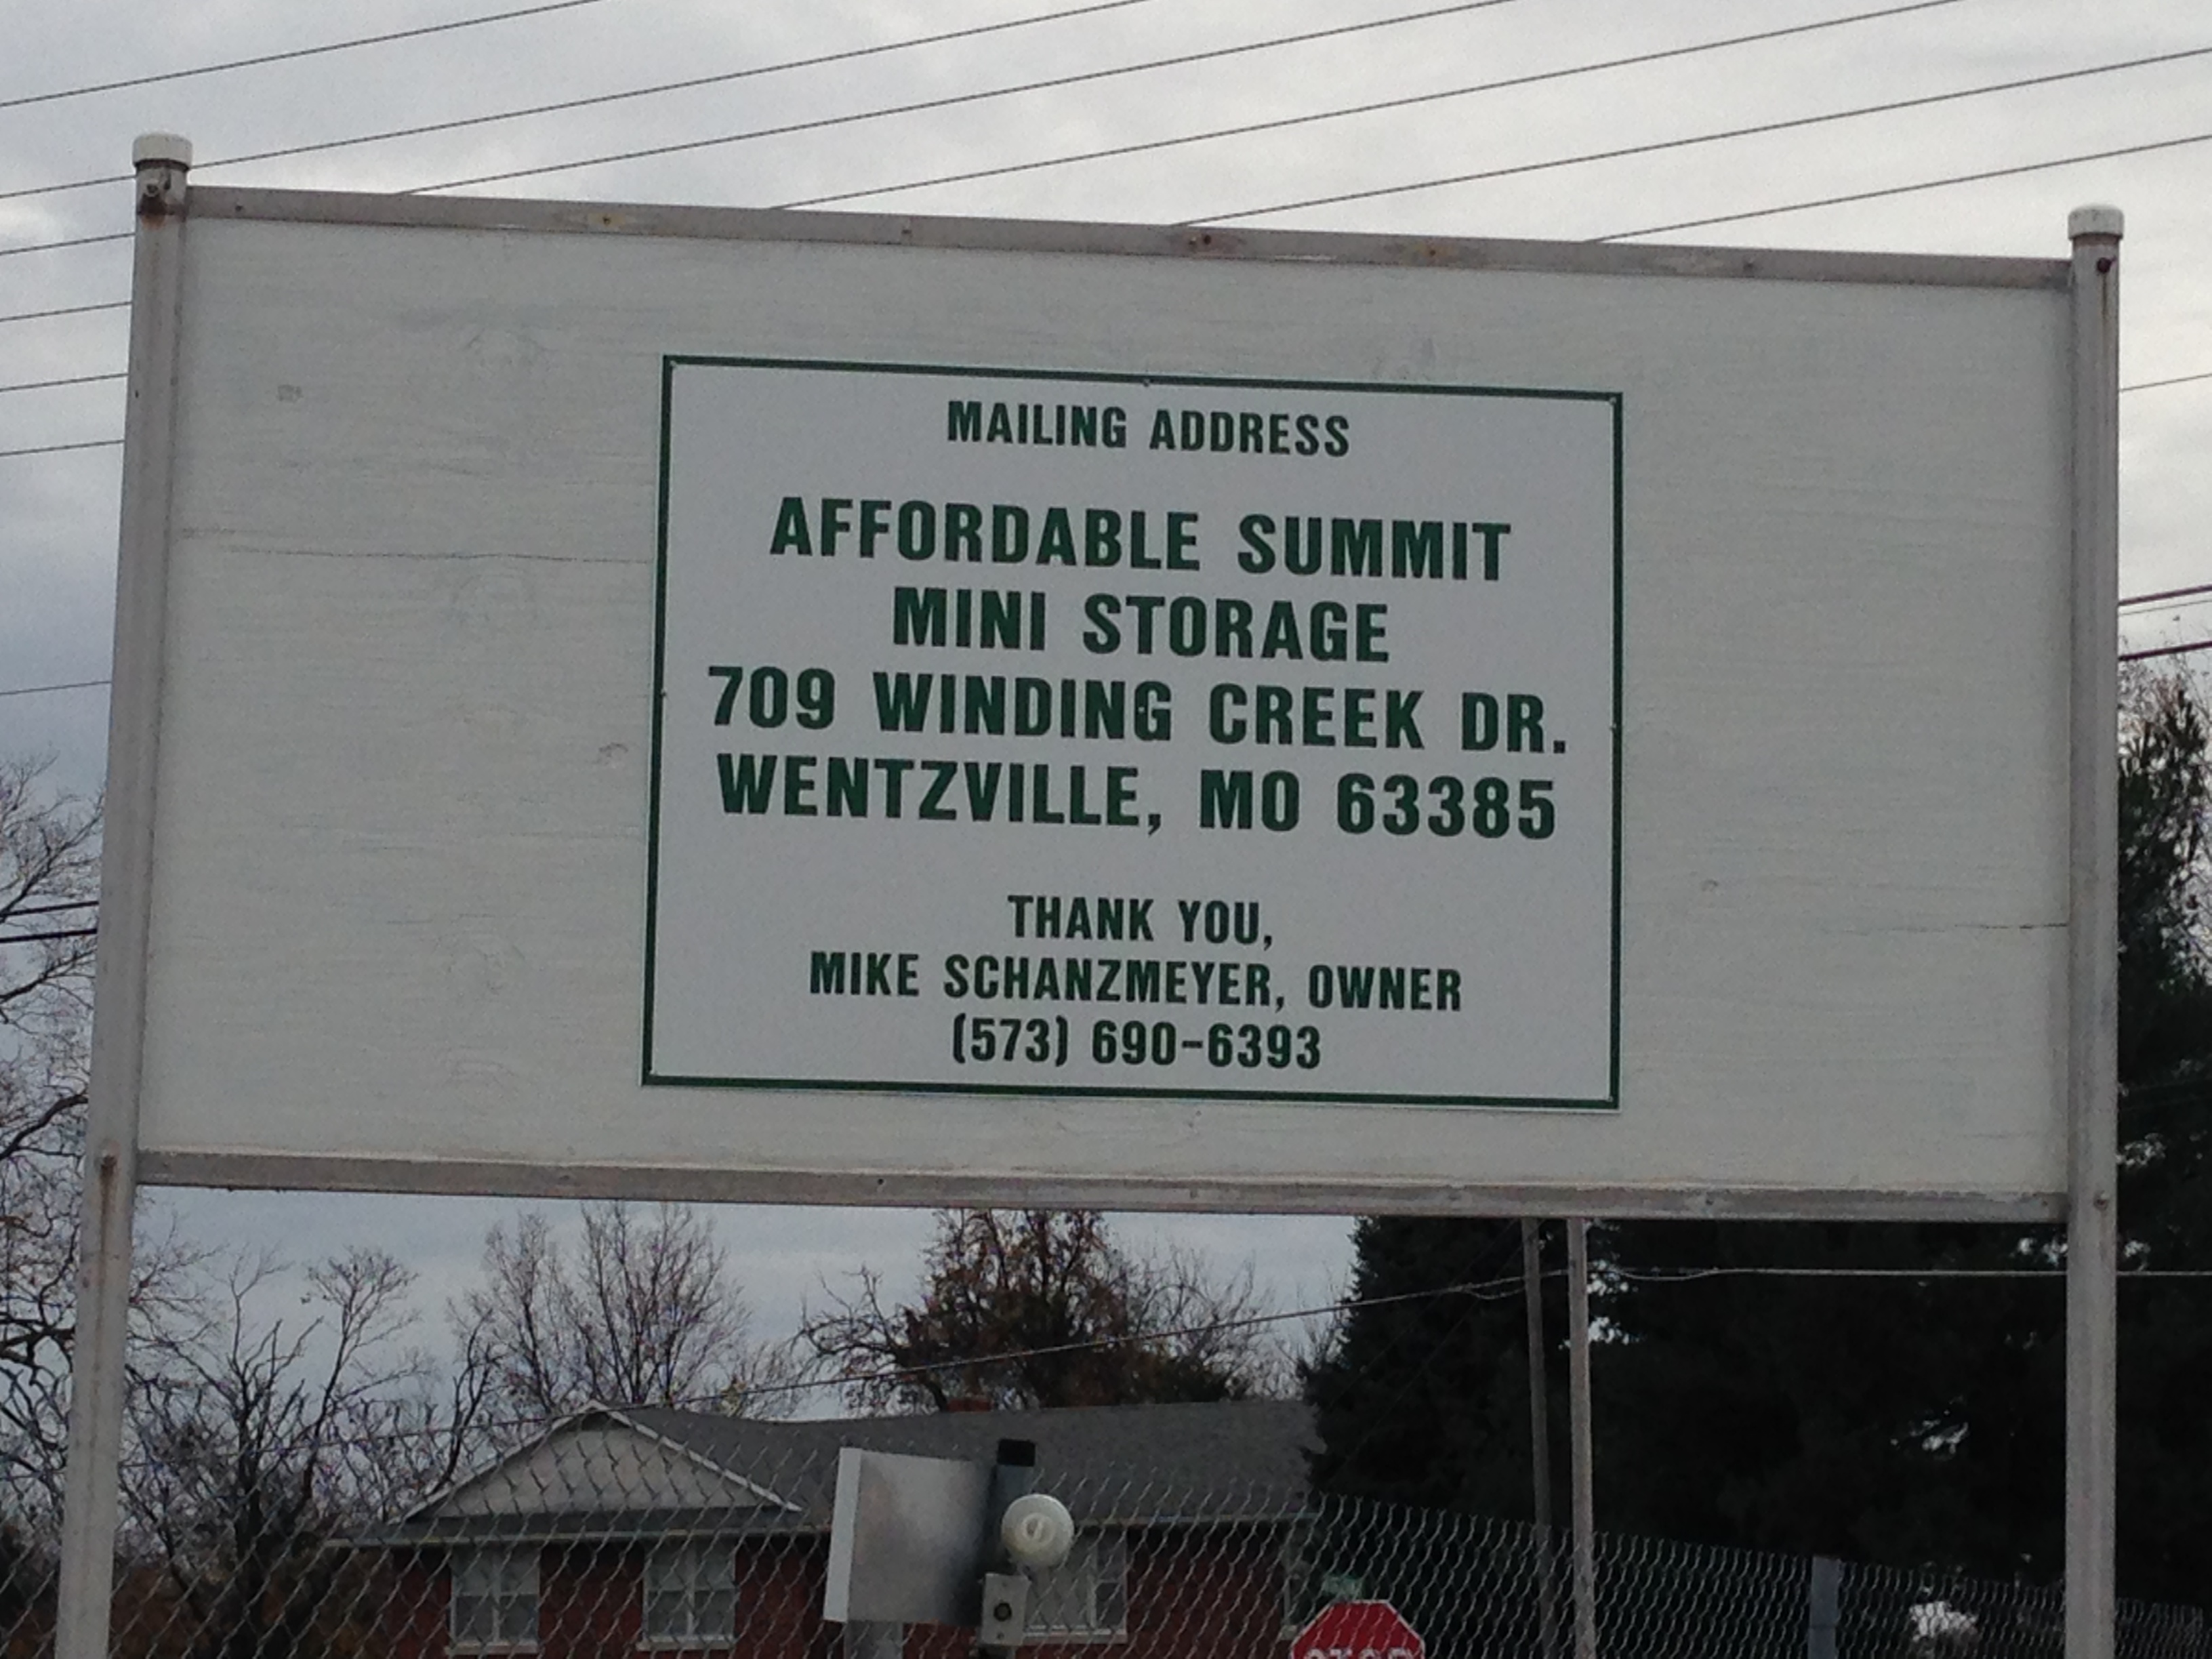 MAILING ADDRESS
AFFORDABLE SUMMIT
MINI STORAGE
709 WINDING CREEK DR.
WENTZVILLE, MO 63385
THANK YOU,
MIKE SCHANZMEYER, OWNER
(573) 690-6393
STOP